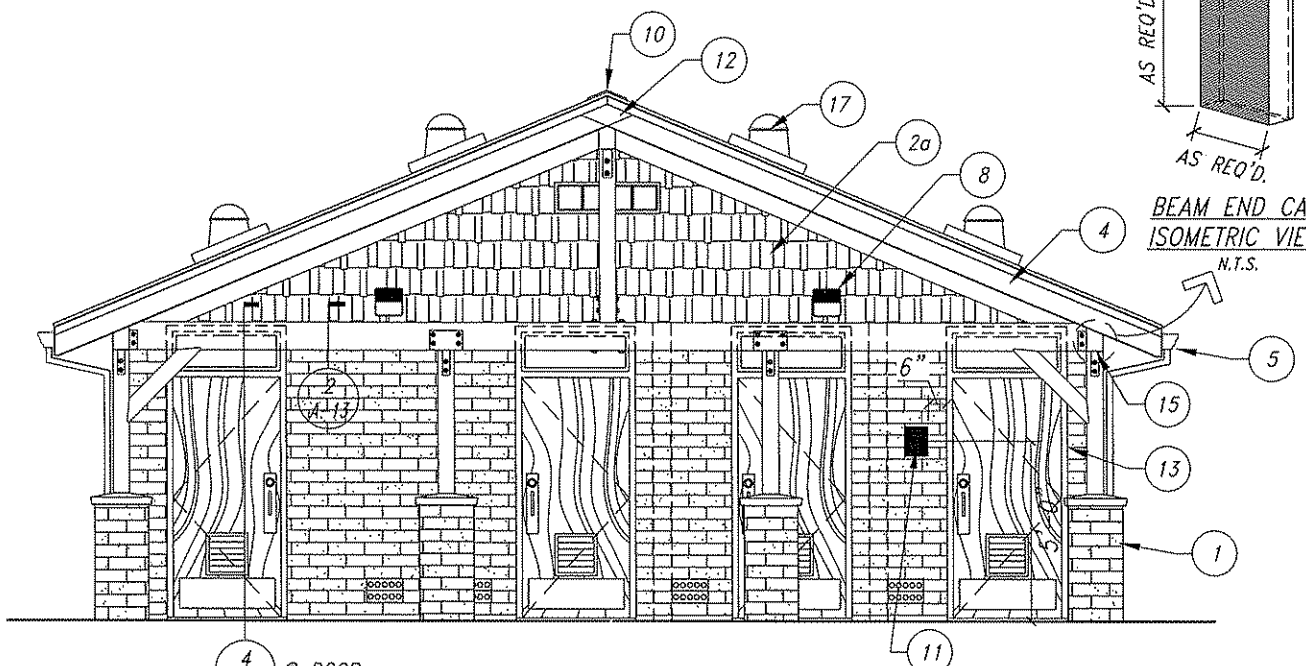 10
12
17
2a
8
4
5
15
13
1
11
6"
5'-0"
2
A-13
4
@ DOOR
AS REQ'D.
AS REQ'D.
BEAM END CA
ISOMETRIC VIE
N.T.S.